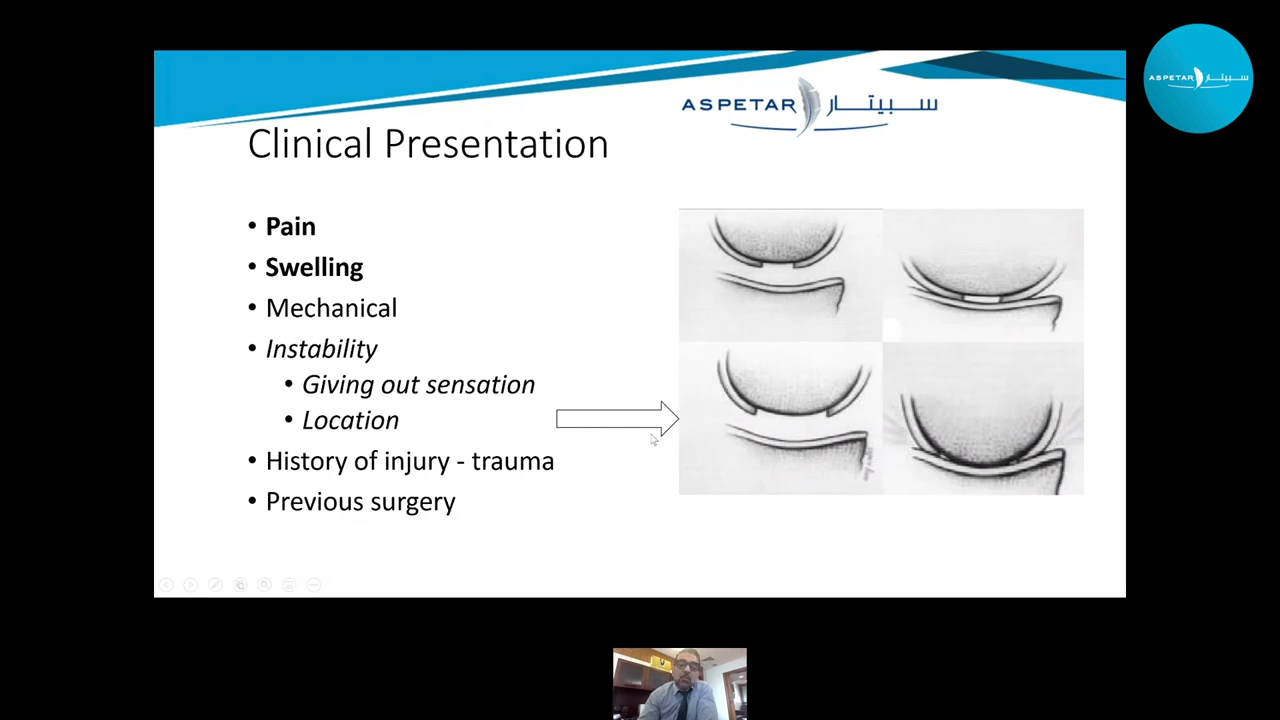 ASPETAR سبيتار
ASPETAR سبيتار
Clinical Presentation
• Pain
• Swelling
• Mechanical
• Instability
• Giving out sensation
• Location
• History of injury - trauma
• Previous surgery